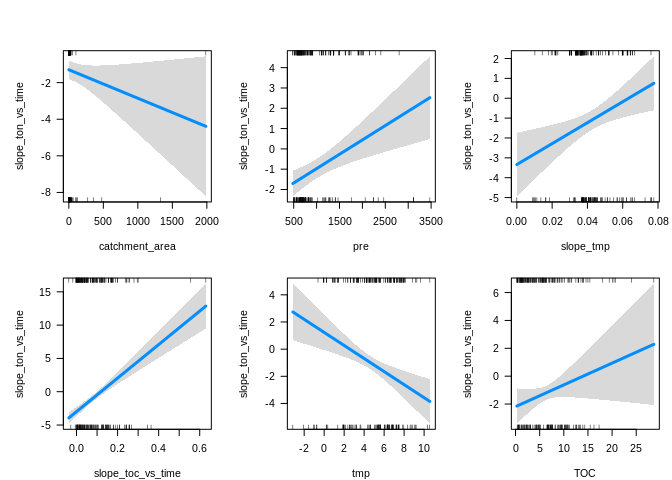 slope_ton_vs_time
-2
-4
-6
-8
0 500 1000 1500 2000
catchment_area
slope_ton_vs_time
4
3
2
1
0
-1
-2
500 1500 2500 3500
pre
slope_ton_vs_time
2
1
0
-1
-2
-3
-4
-5
0.00 0.02 0.04 0.06 0.08
slope_tmp
slope_ton_vs_time
15
10
5
0
-5
0.0 0.2 0.4 0.6
slope_toc_vs_time
slope_ton_vs_time
4
2
0
-2
-4
-2 0 2 4 6 8 10
tmp
slope_ton_vs_time
6
4
2
0
-2
0 5 10 15 20 25
TOC